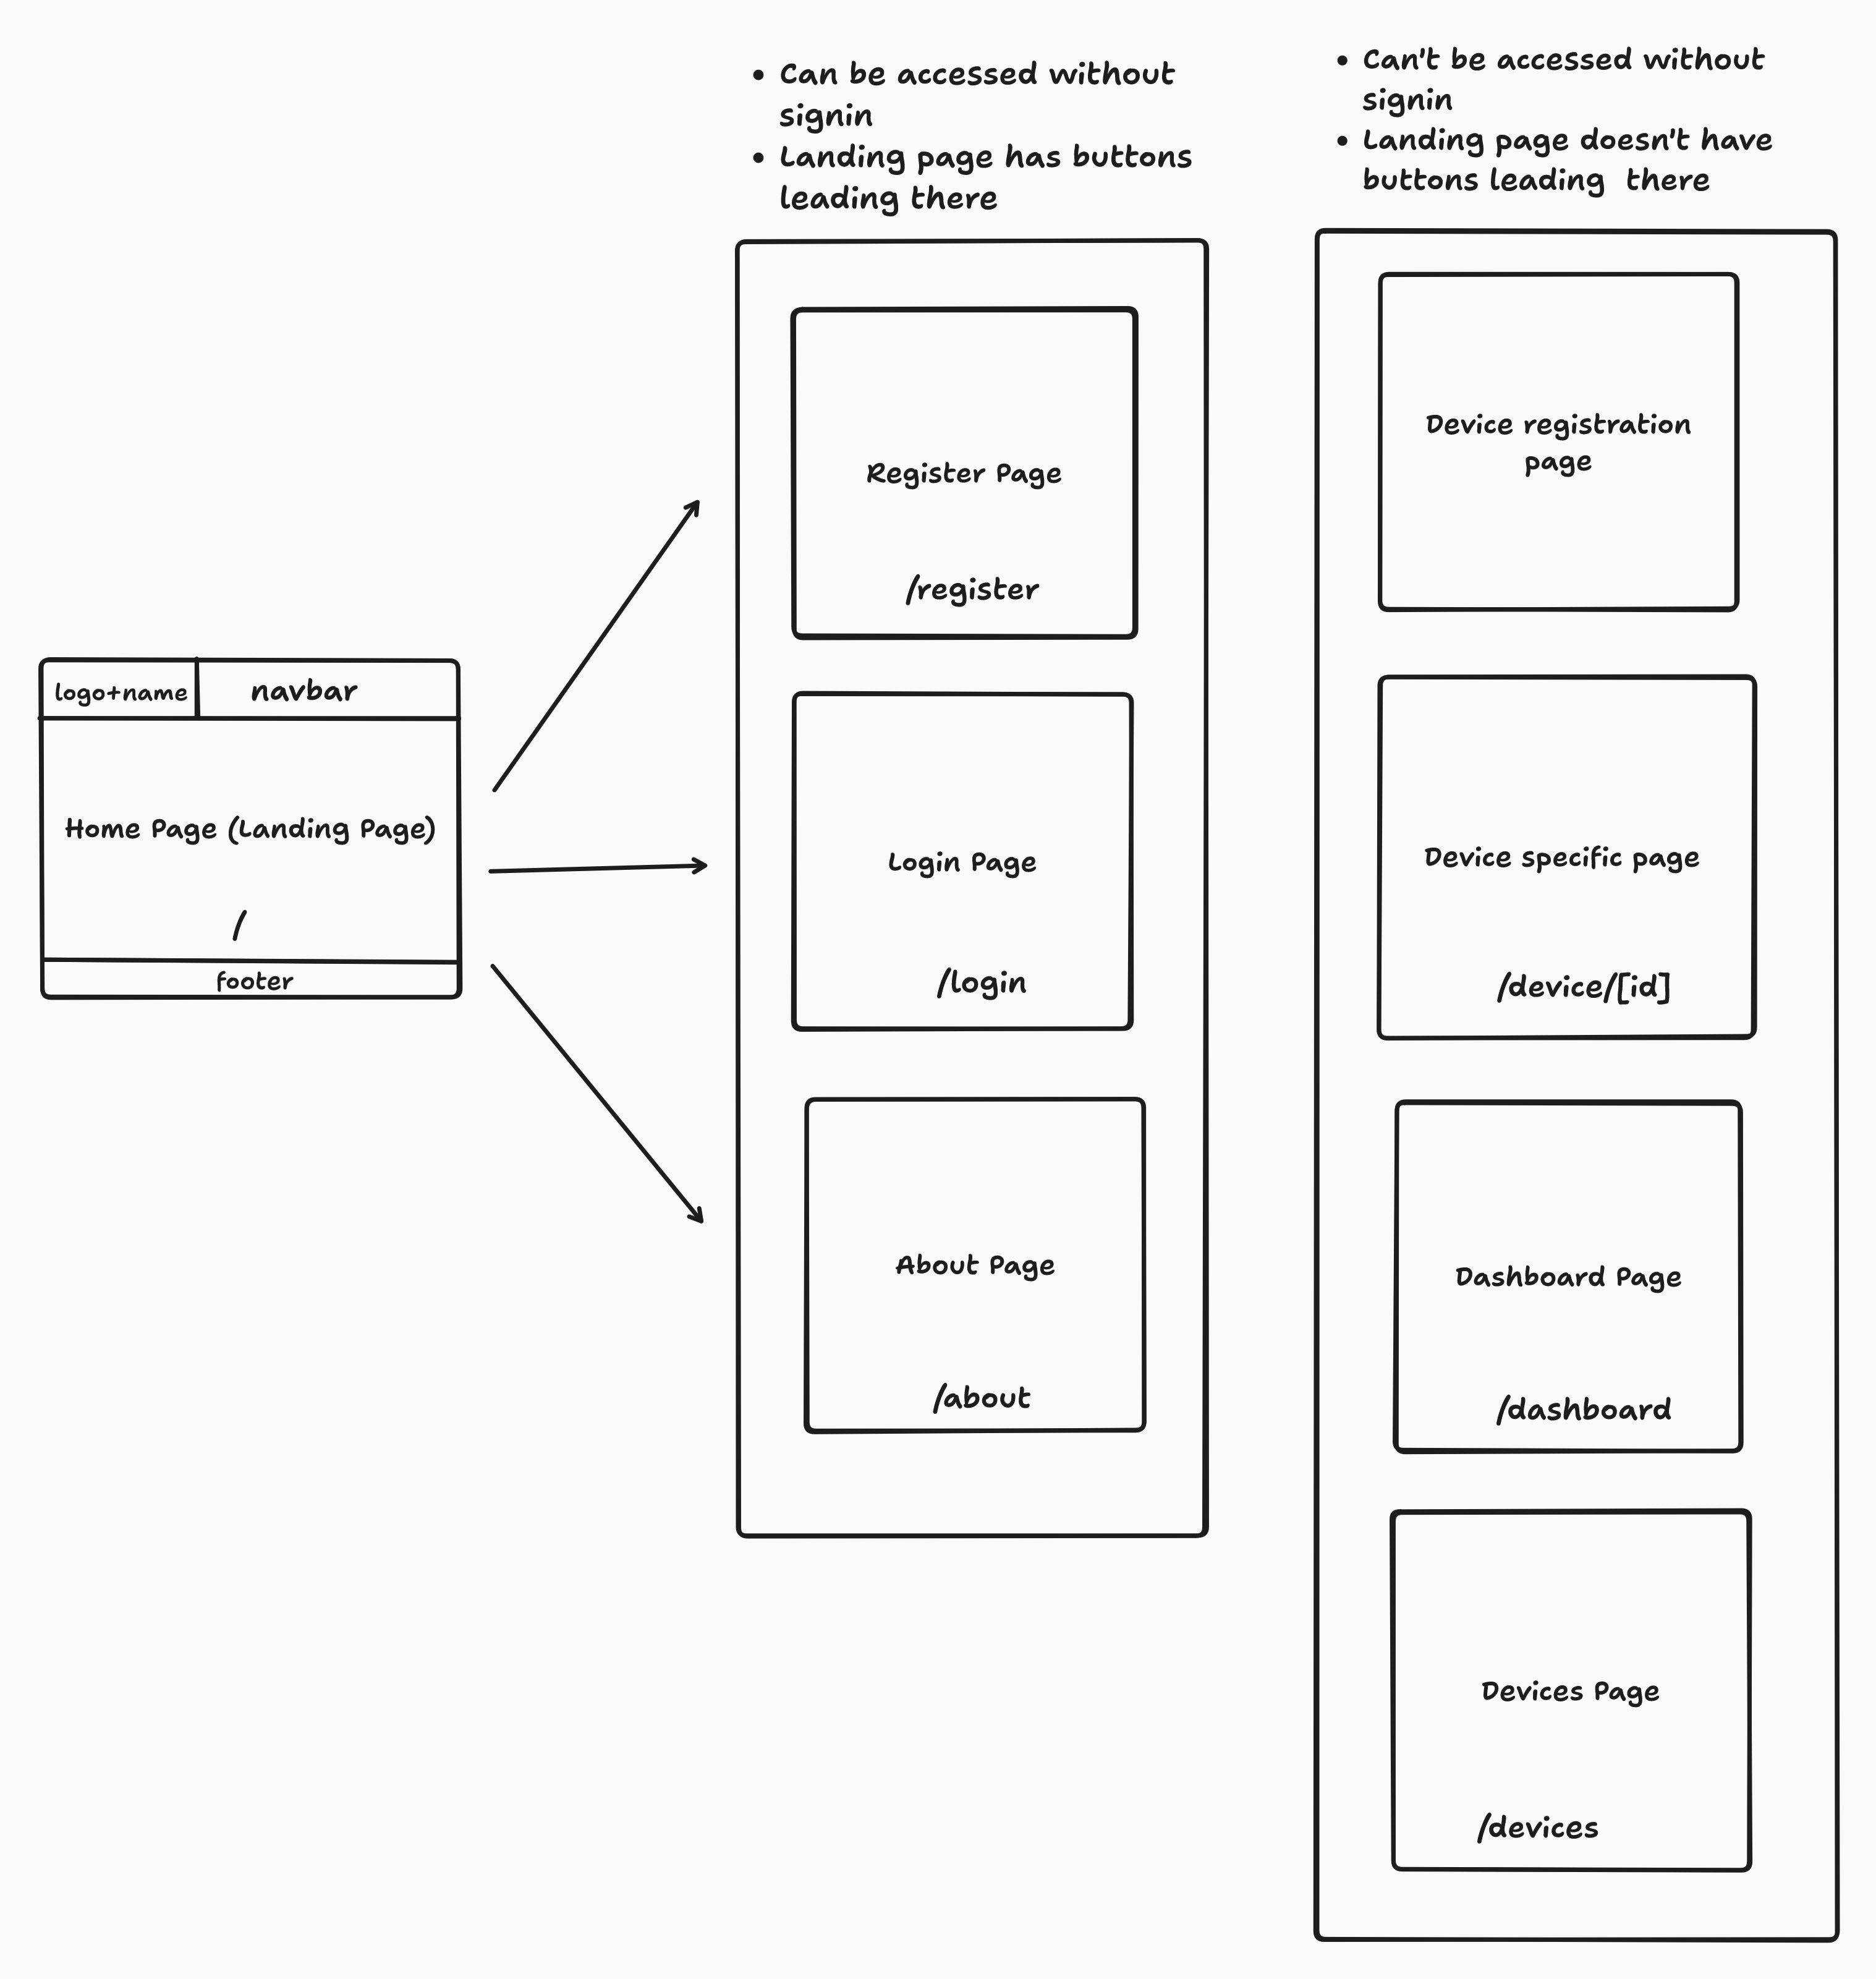 • Can be accessed without
signin
• Landing page has buttons
leading there
• Can't be accessed without
signin
• Landing page doesn't have
buttons leading there
logo+name
navbar
Home Page (Landing Page)
/
footer
Register Page
/register
Login Page
/login
About Page
/about
Device registration
page
Device specific page
/device/[id]
Dashboard Page
/dashboard
Devices Page
/devices